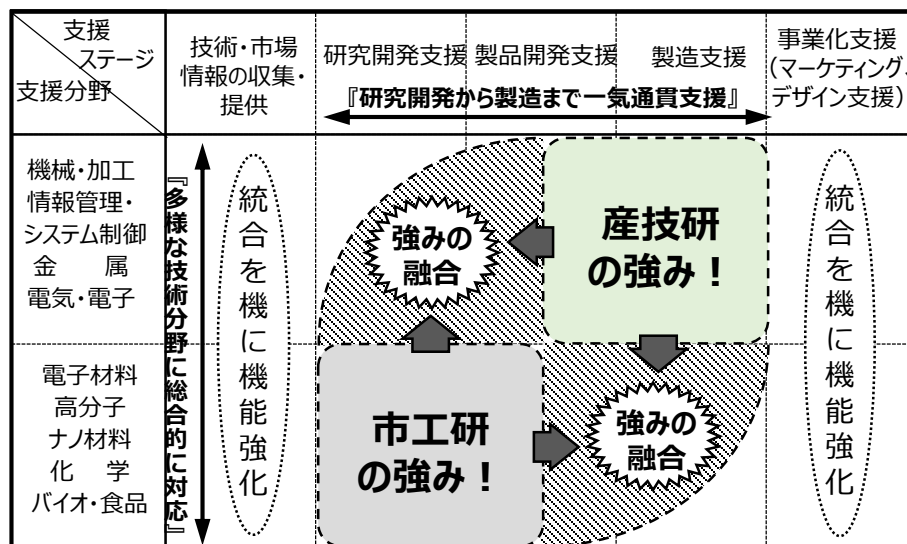 支援
ステージ
支援分野
技術・市場
情報の収集・
提供
研究開発支援
製品開発支援
製造支援
事業化支援
（マーケティング、
デザイン支援）
『研究開発から製造まで一気通貫支援』
機械・加工
情報管理・
システム制御
金　　属
電気・電子
『多様な技術分野に総合的に対応』
統合を機に機能強化
強みの
融合
産技研
の強み！
統合を機に機能強化
電子材料
高分子
ナノ材料
化　学
バイオ・食品
市工研
の強み！
強みの
融合